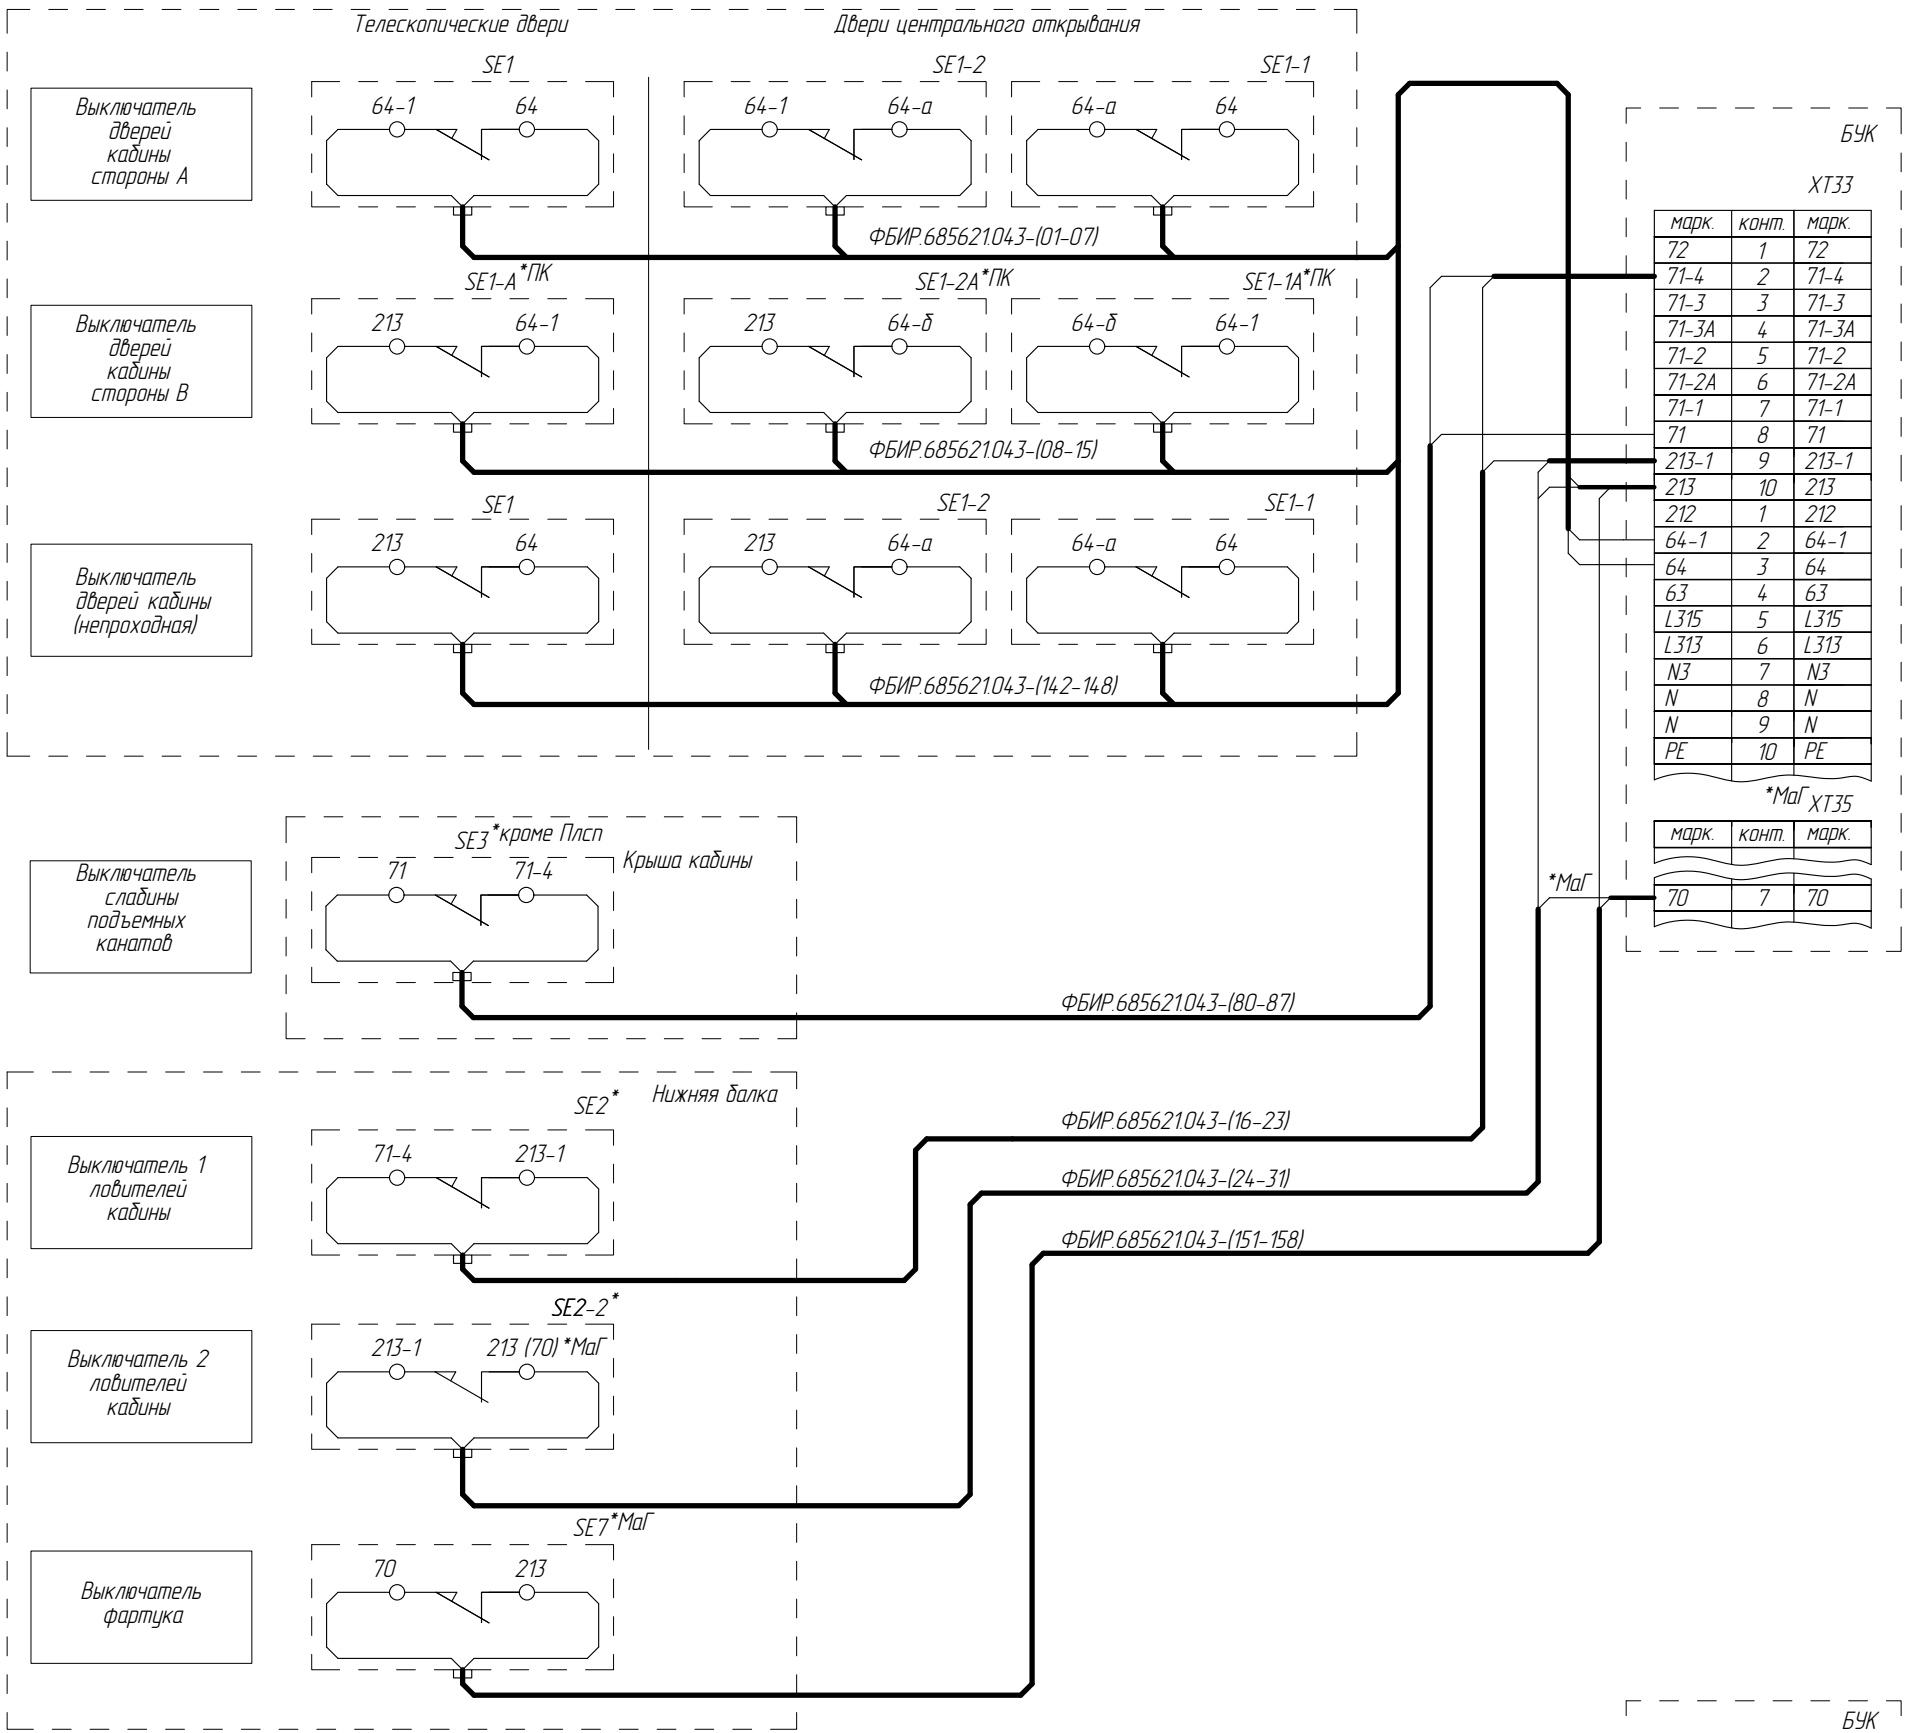 Телескопические двери
Двери центрального открывания
Выключатель
дверей
кабины
стороны А
SE1
64-1 64
SE1-2
64-1 64-а
SE1-1
64-а 64
ФБИР.685621.043-(01-07)
Выключатель
дверей
кабины
стороны В
SE1-A*ПК
213 64-1
SE1-2A*ПК
213 64-б
SE1-1A*ПК
64-б 64-1
ФБИР.685621.043-(08-15)
Выключатель
дверей кабины
(непроходная)
SE1
213 64
SE1-2
213 64-а
SE1-1
64-а 64
ФБИР.685621.043-(142-148)
БУК
XT33
марк. конт. марк.
72 1 72
71-4 2 71-4
71-3 3 71-3
71-3А 4 71-3А
71-2 5 71-2
71-2А 6 71-2А
71-1 7 71-1
71 8 71
213-1 9 213-1
213 10 213
212 1 212
64-1 2 64-1
64 3 64
63 4 63
L315 5 L315
L313 6 L313
N3 7 N3
N 8 N
N 9 N
PE 10 PE
*МаГ XT35
марк. конт. марк.
70 7 70
*МаГ
Выключатель
слабины
подъемных
канатов
SE3*кроме Плсп
Крыша кабины
71 71-4
ФБИР.685621.043-(80-87)
Нижняя балка
Выключатель 1
ловителей
кабины
SE2*
71-4 213-1
ФБИР.685621.043-(16-23)
ФБИР.685621.043-(24-31)
ФБИР.685621.043-(151-158)
Выключатель 2
ловителей
кабины
SE2-2*
213-1 213 (70)*МаГ
Выключатель
фартука
SE7*МаГ
70 213
БУК